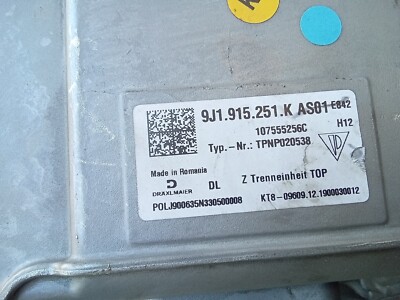 9J1.915.251.K AS01 E842
107555256C H12
Typ.-Nr.: TPNP020538
Made in Romania
DRÄXLMAIER DL Z Trenneinheit TOP
POLJ900635N330500008 KT8-09609.12.1900030012